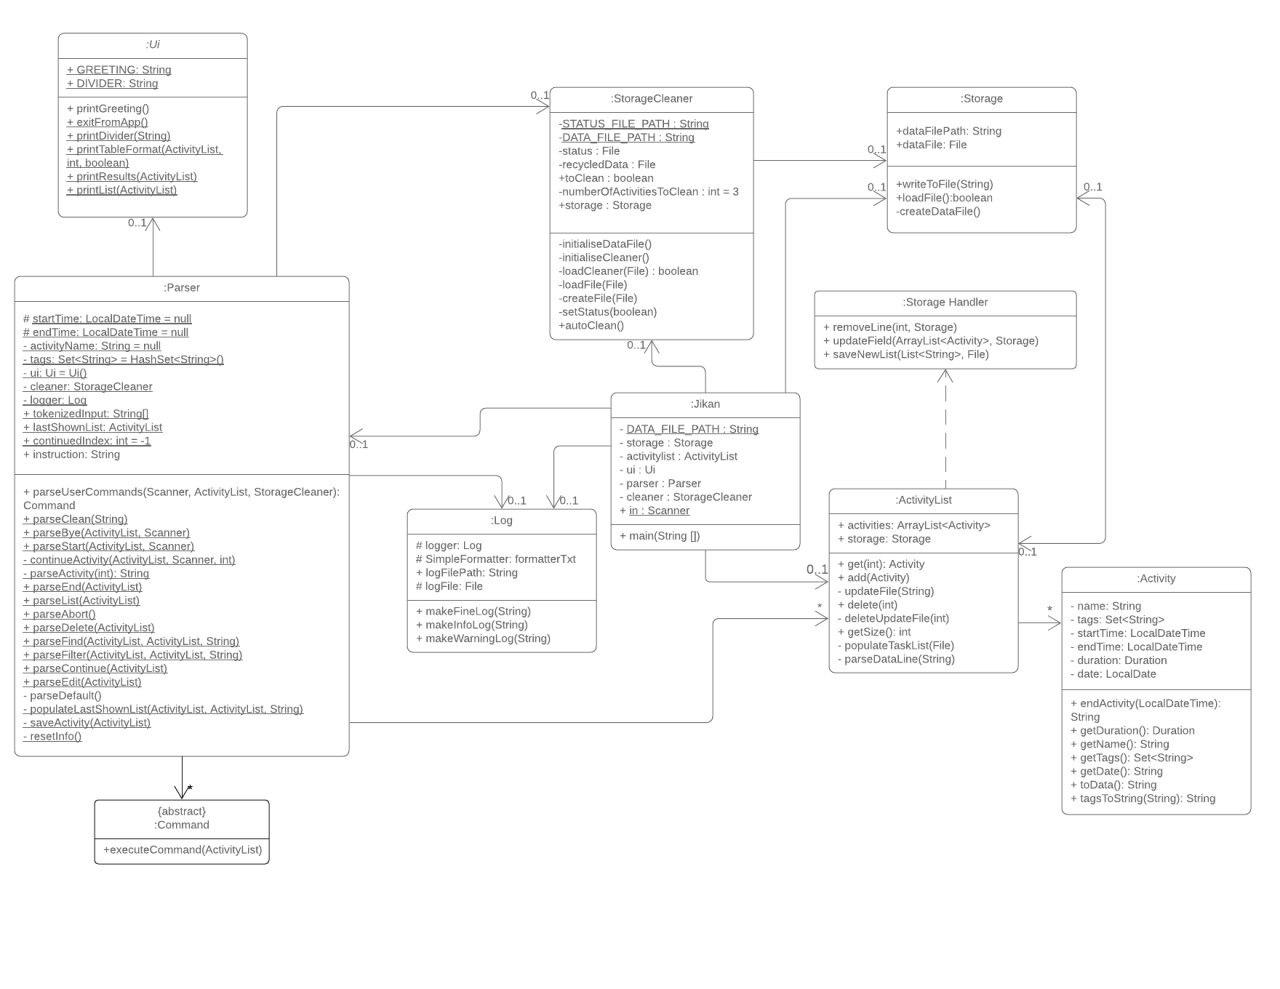 :Ui
+ GREETING: String
+ DIVIDER: String
+ printGreeting()
+ exitFromApp()
+ printDivider(String)
+ printTableFormat(ActivityList,
int, boolean)
+ printResults(ActivityList)
+ printList(ActivityList)
0..1
0..1
:StorageCleaner
-STATUS_FILE_PATH : String
-DATA_FILE_PATH : String
-status : File
-recycledData : File
+toClean : boolean
-numberOfActivitiesToClean : int = 3
+storage : Storage
-initialiseDataFile()
-initialiseCleaner()
-loadCleaner(File) : boolean
-loadFile(File)
-createFile(File)
-setStatus(boolean)
+autoClean()
0..1
:Storage
+dataFilePath: String
+dataFile: File
+writeToFile(String)
+loadFile():boolean
-createDataFile()
0..1
0..1
0..1
:Storage Handler
+ removeLine(int, Storage)
+ updateField(ArrayList<Activity>, Storage)
+ saveNewList(List<String>, File)
:Parser
# startTime: LocalDateTime = null
# endTime: LocalDateTime = null
- activityName: String = null
- tags: Set<String> = HashSet<String>()
- ui: Ui = Ui()
- cleaner: StorageCleaner
- logger: Log
+ tokenizedInput: String[]
+ lastShownList: ActivityList
+ continuedIndex: int = -1
+ instruction: String
+ parseUserCommands(Scanner, ActivityList, StorageCleaner):
Command
+ parseClean(String)
+ parseBye(ActivityList, Scanner)
+ parseStart(ActivityList, Scanner)
- continueActivity(ActivityList, Scanner, int)
- parseActivity(int): String
+ parseEnd(ActivityList)
+ parseList(ActivityList)
+ parseAbort()
+ parseDelete(ActivityList)
+ parseFind(ActivityList, ActivityList, String)
+ parseFilter(ActivityList, ActivityList, String)
+ parseContinue(ActivityList)
+ parseEdit(ActivityList)
- parseDefault()
- populateLastShownList(ActivityList, ActivityList, String)
- saveActivity(ActivityList)
- resetInfo()
0..1
:Jikan
- DATA_FILE_PATH : String
- storage : Storage
- activitylist : ActivityList
- ui : Ui
- parser : Parser
- cleaner : StorageCleaner
+ in : Scanner
+ main(String [])
0..1
0..1
:Log
# logger: Log
# SimpleFormatter: formatterTxt
+ logFilePath: String
# logFile: File
+ makeFineLog(String)
+ makeInfoLog(String)
+ makeWarningLog(String)
0..1
*
:ActivityList
+ activities: ArrayList<Activity>
+ storage: Storage
+ get(int): Activity
+ add(Activity)
- updateFile(String)
+ delete(int)
- deleteUpdateFile(int)
+ getSize(): int
- populateTaskList(File)
- parseDataLine(String)
0..1
*
:Activity
- name: String
- tags: Set<String>
- startTime: LocalDateTime
- endTime: LocalDateTime
- duration: Duration
- date: LocalDate
+ endActivity(LocalDateTime):
String
+ getDuration(): Duration
+ getName(): String
+ getTags(): Set<String>
+ getDate(): String
+ toData(): String
+ tagsToString(String): String
*
{abstract}
:Command
+executeCommand(ActivityList)